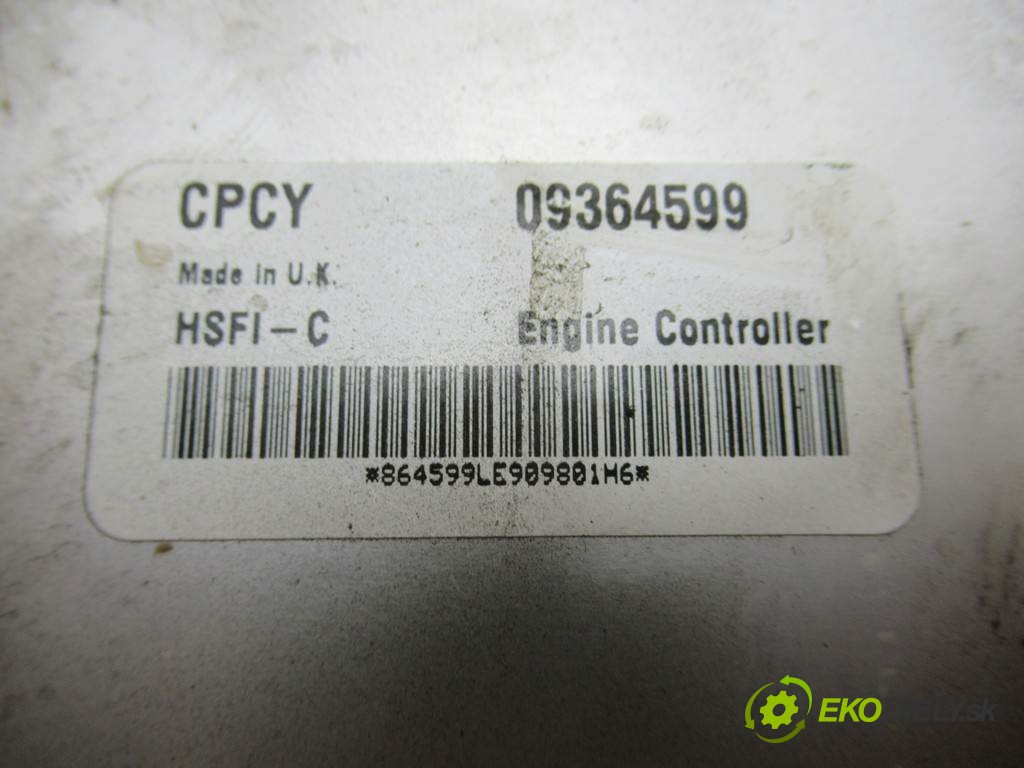 CPCY 09364599
Made in U.K.
HSFI-C Engine Controller
*864599LE909801H6*
EKO